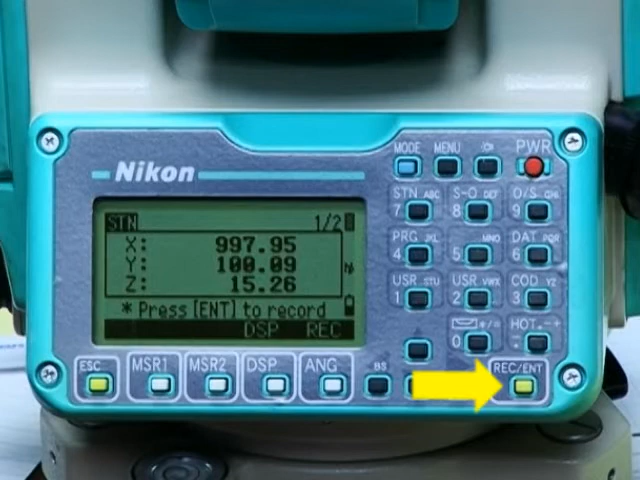 Nikon
STN 1/2
X: 997.95
Y: 100.09
Z: 15.26
*Press [ENT] to record
DSP REC
MODE MENU PWR
STN ABC S-O DEF O/S GHI
7 8 9
PRG JKL MNO DAT PQR
4 5 6
USR STU USR VWX COD YZ
1 2 3
*/= HOT -+
0 .
ESC MSR1 MSR2 DSP ANG BS REC/ENT